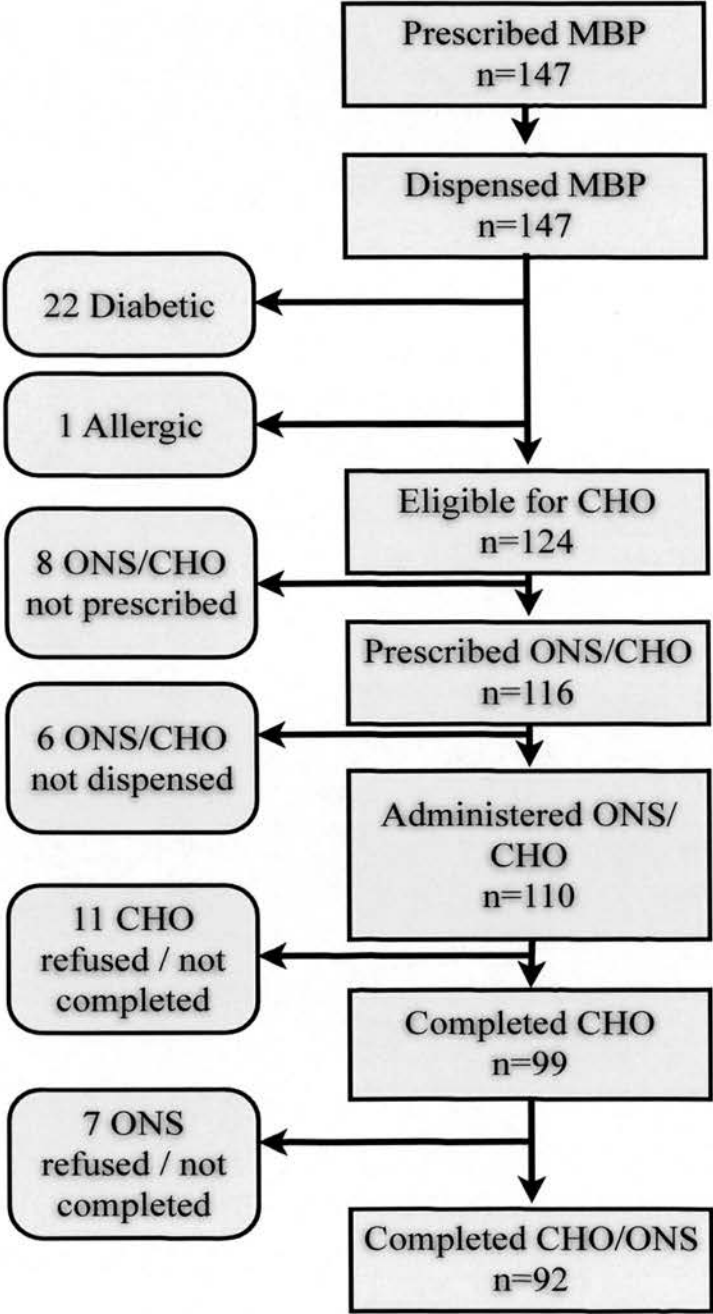 Prescribed MBP
n=147
Dispensed MBP
n=147
22 Diabetic
1 Allergic
Eligible for CHO
n=124
8 ONS/CHO
not prescribed
Prescribed ONS/CHO
n=116
6 ONS/CHO
not dispensed
Administered ONS/
CHO
n=110
11 CHO
refused / not
completed
Completed CHO
n=99
7 ONS
refused / not
completed
Completed CHO/ONS
n=92